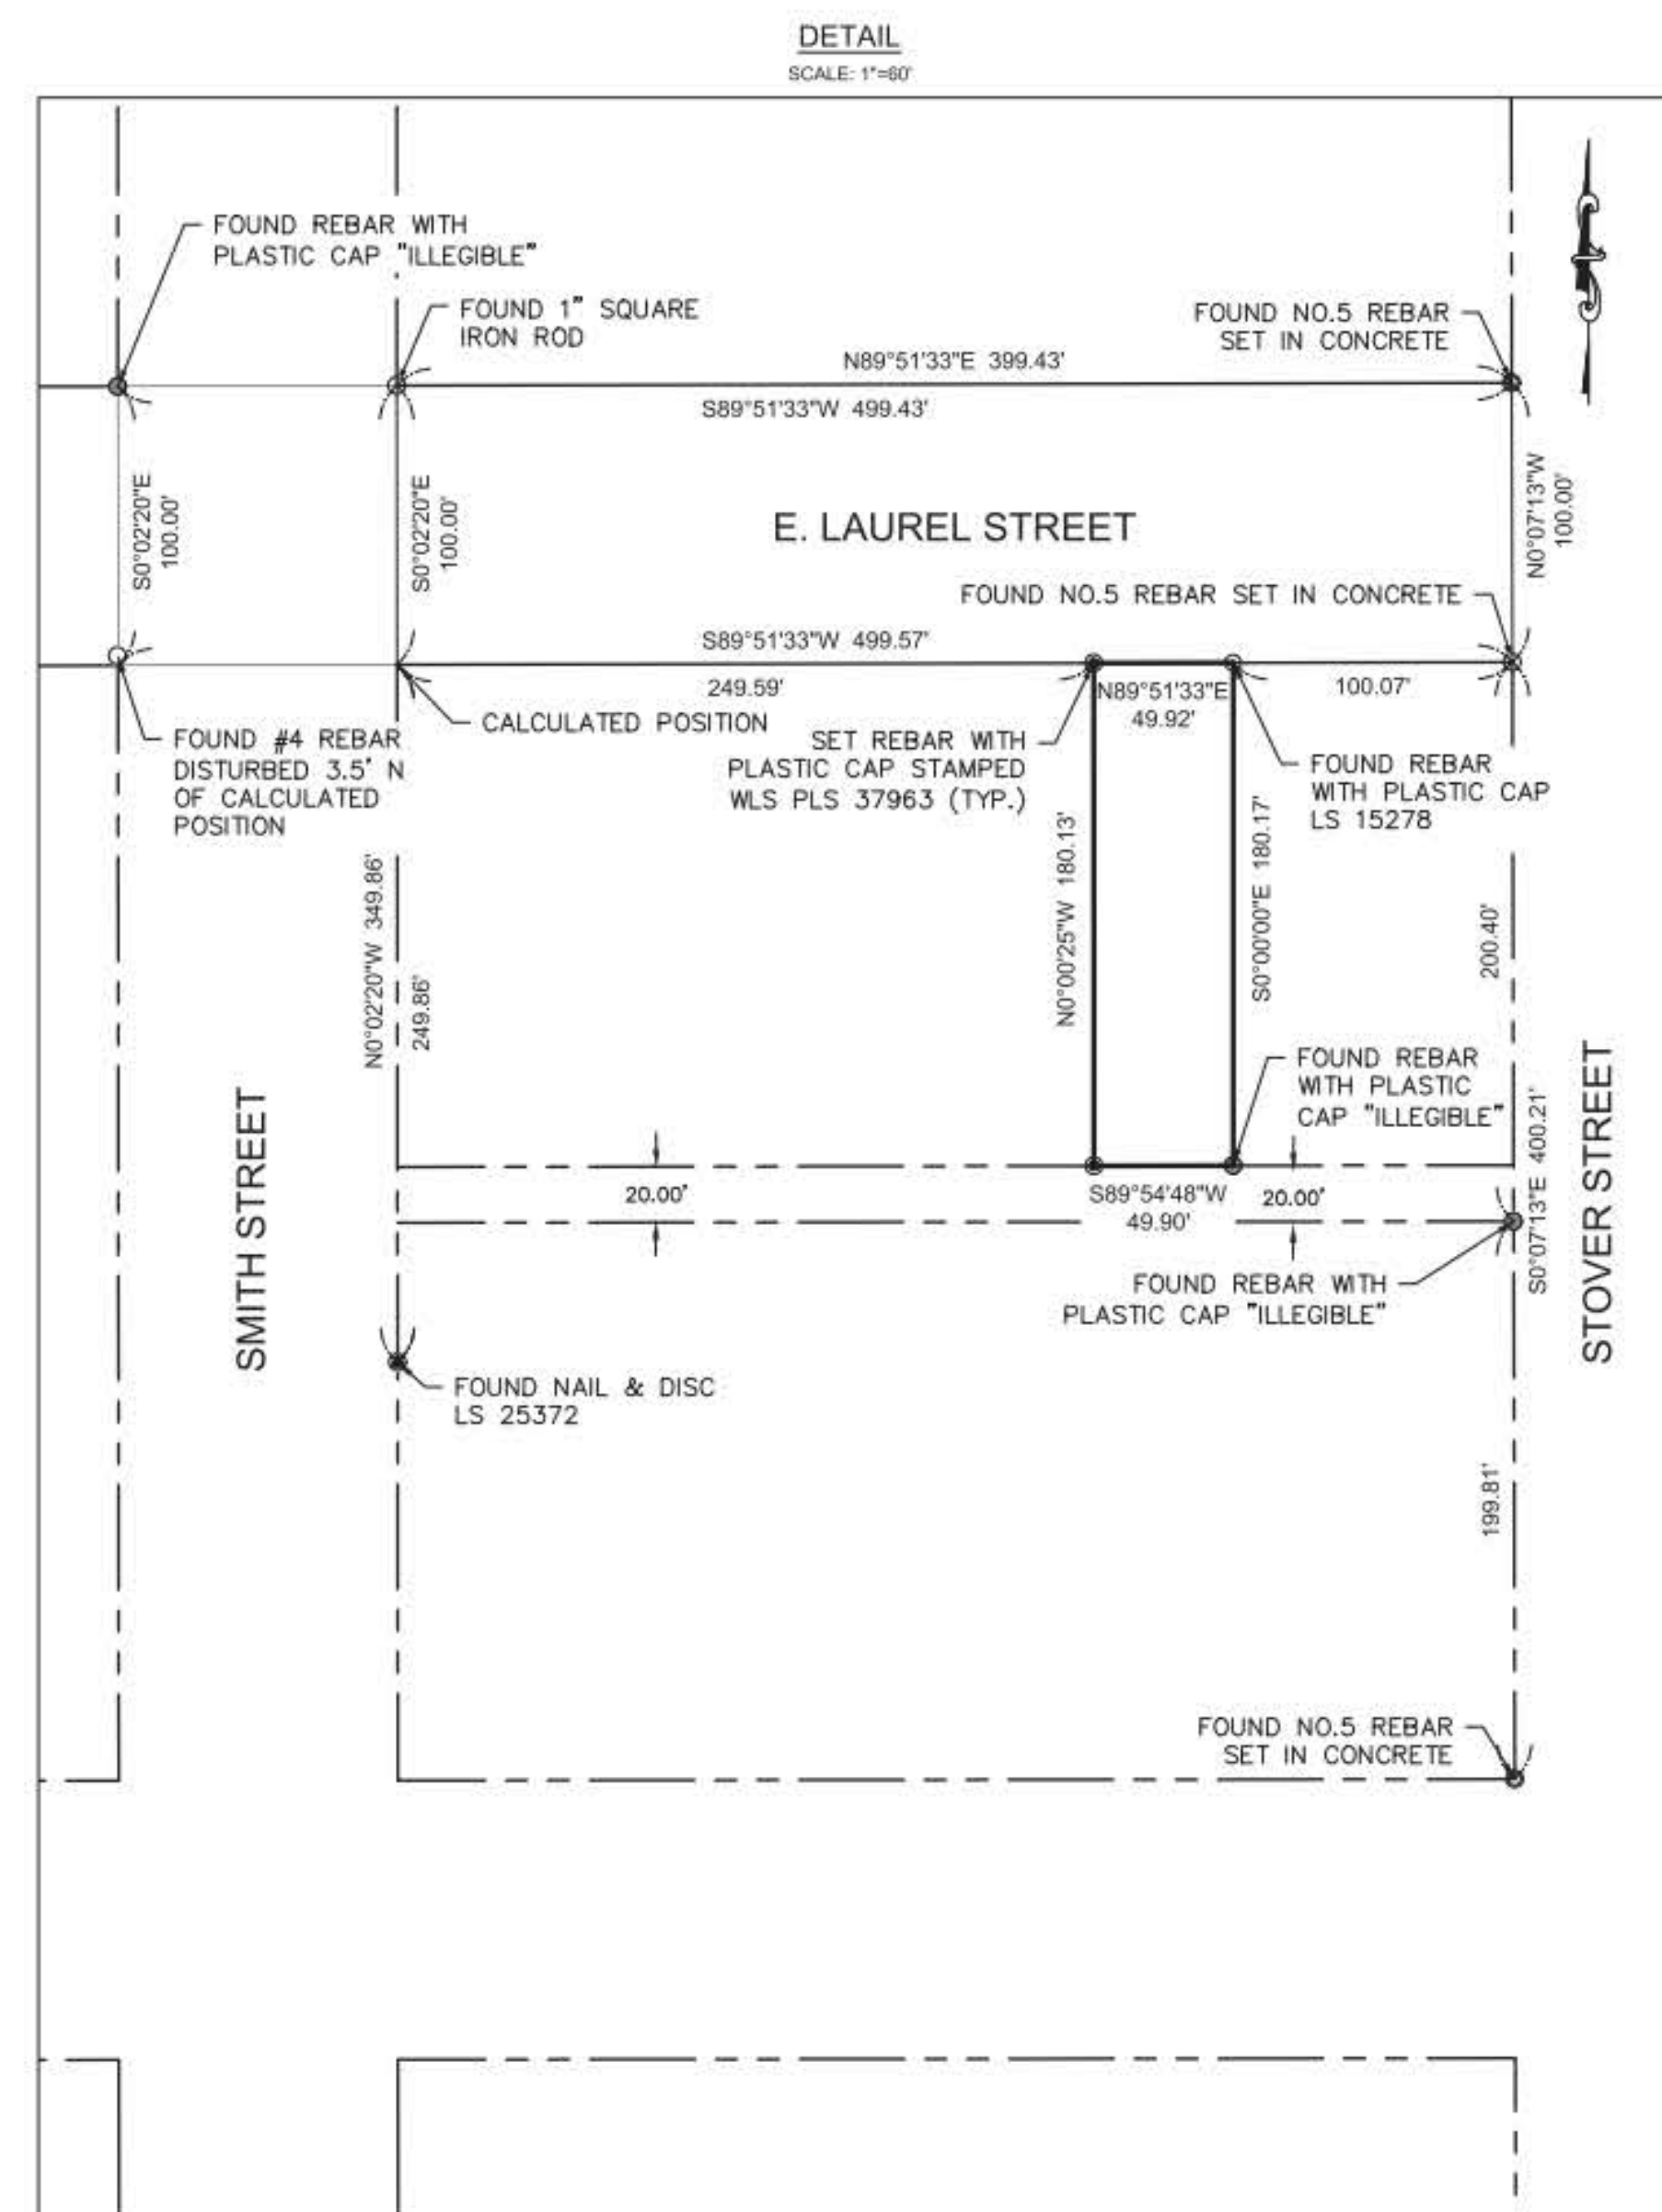 DETAIL
SCALE: 1"=60'
FOUND REBAR WITH
PLASTIC CAP "ILLEGIBLE"
FOUND 1" SQUARE
IRON ROD
FOUND NO.5 REBAR
SET IN CONCRETE
N89°51'33"E 399.43'
S89°51'33"W 499.43'
S0°02'20"E
100.00'
S0°02'20"E
100.00'
E. LAUREL STREET
N0°07'13"W
100.00'
FOUND NO.5 REBAR SET IN CONCRETE
S89°51'33"W 499.57'
249.59'
N89°51'33"E
49.92'
100.07'
CALCULATED POSITION
FOUND #4 REBAR
DISTURBED 3.5' N
OF CALCULATED
POSITION
SET REBAR WITH
PLASTIC CAP STAMPED
WLS PLS 37963 (TYP.)
FOUND REBAR
WITH PLASTIC CAP
LS 15278
N0°02'20"W 349.86'
249.86'
N0°00'25"W 180.13'
S0°00'00"E 180.17'
200.40'
FOUND REBAR
WITH PLASTIC
CAP "ILLEGIBLE"
S0°07'13"E 400.21'
STOVER STREET
SMITH STREET
20.00'
S89°54'48"W
49.90'
20.00'
FOUND REBAR WITH
PLASTIC CAP "ILLEGIBLE"
FOUND NAIL & DISC
LS 25372
199.81'
FOUND NO.5 REBAR
SET IN CONCRETE